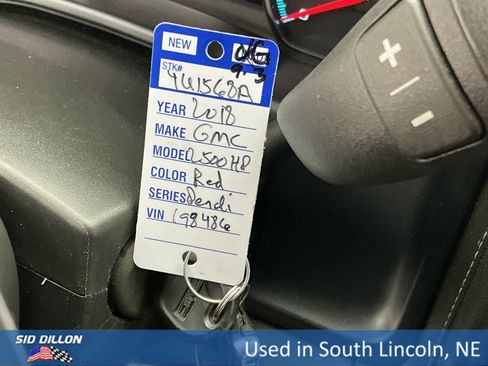 NEW
STK# 4U1568A
YEAR 2018
MAKE GMC
MODEL 2500HD
COLOR Red
SERIES Denali
VIN 198486
+
−
SID DILLON
Used in South Lincoln, NE